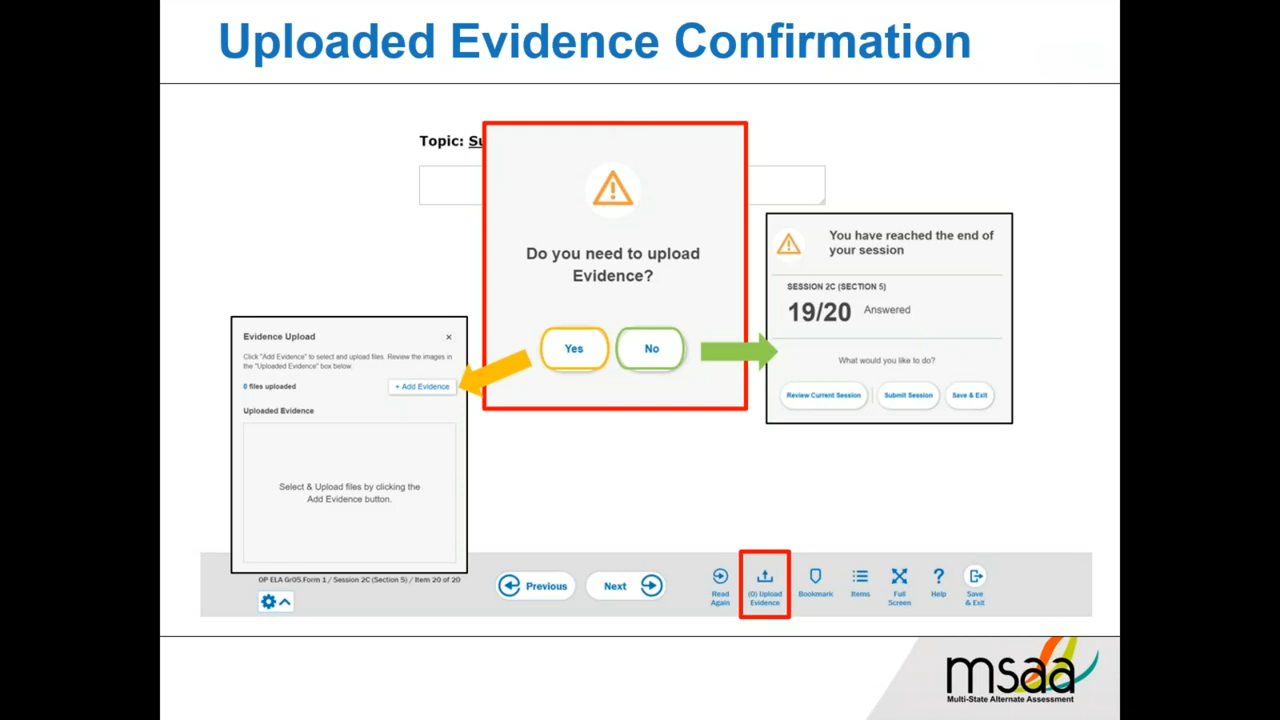 Uploaded Evidence Confirmation
Topic: Su
Do you need to upload
Evidence?
Yes
No
You have reached the end of
your session
SESSION 2C (SECTION 5)
19/20 Answered
What would you like to do?
Review Current Session
Submit Session
Save & Exit
Evidence Upload
×
Click "Add Evidence" to select and upload files. Review the images in
the "Uploaded Evidence" box below.
0 files uploaded
+ Add Evidence
Uploaded Evidence
Select & Upload files by clicking the
Add Evidence button.
OP ELA Gr05.Form 1 / Session 2C (Section 5) / Item 20 of 20
Previous
Next
Read
Again
(0) Upload
Evidence
Bookmark
Items
Full
Screen
Help
Save
& Exit
msaa
Multi-State Alternate Assessment